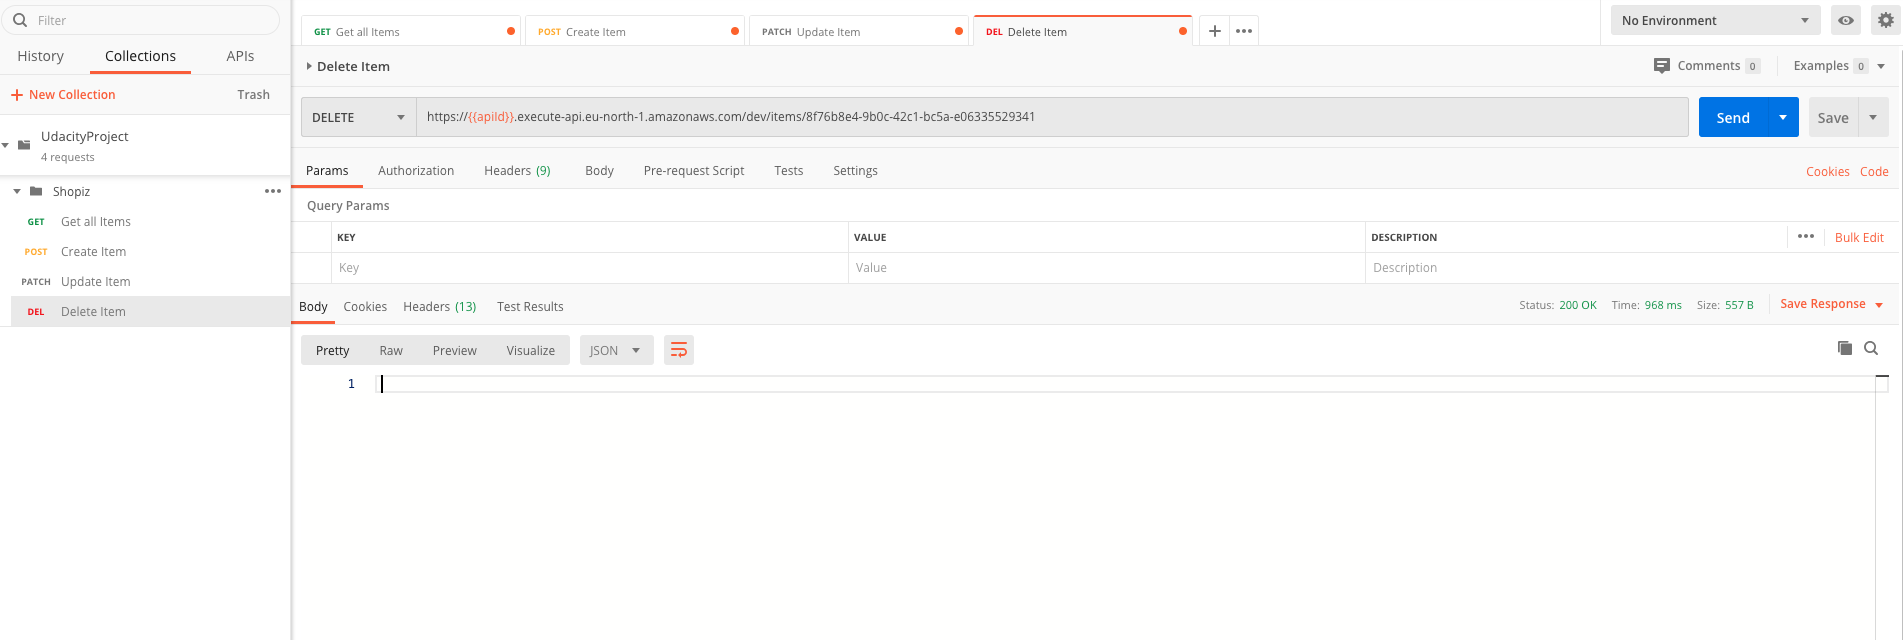 Filter
History Collections APIs
New Collection Trash
UdacityProject
4 requests
Shopiz
GET Get all Items
POST Create Item
PATCH Update Item
DEL Delete Item
GET Get all Items POST Create Item PATCH Update Item DEL Delete Item
No Environment
Delete Item
Comments 0 Examples 0
DELETE https://{{apiId}}.execute-api.eu-north-1.amazonaws.com/dev/items/8f76b8e4-9b0c-42c1-bc5a-e06335529341 Send Save
Params Authorization Headers (9) Body Pre-request Script Tests Settings Cookies Code
Query Params
KEY VALUE DESCRIPTION Bulk Edit
Key Value Description
Body Cookies Headers (13) Test Results Status: 200 OK Time: 968 ms Size: 557 B Save Response
Pretty Raw Preview Visualize JSON
1